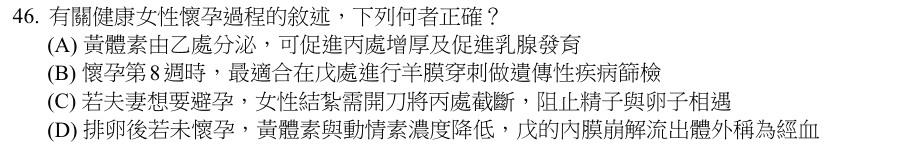 46. 有關健康女性懷孕過程的敘述，下列何者正確？
(A) 黃體素由乙處分泌，可促進丙處增厚及促進乳腺發育
(B) 懷孕第 8 週時，最適合在戊處進行羊膜穿刺做遺傳性疾病篩檢
(C) 若夫妻想要避孕，女性結紮需開刀將丙處截斷，阻止精子與卵子相遇
(D) 排卵後若未懷孕，黃體素與動情素濃度降低，戊的內膜崩解流出體外稱為經血